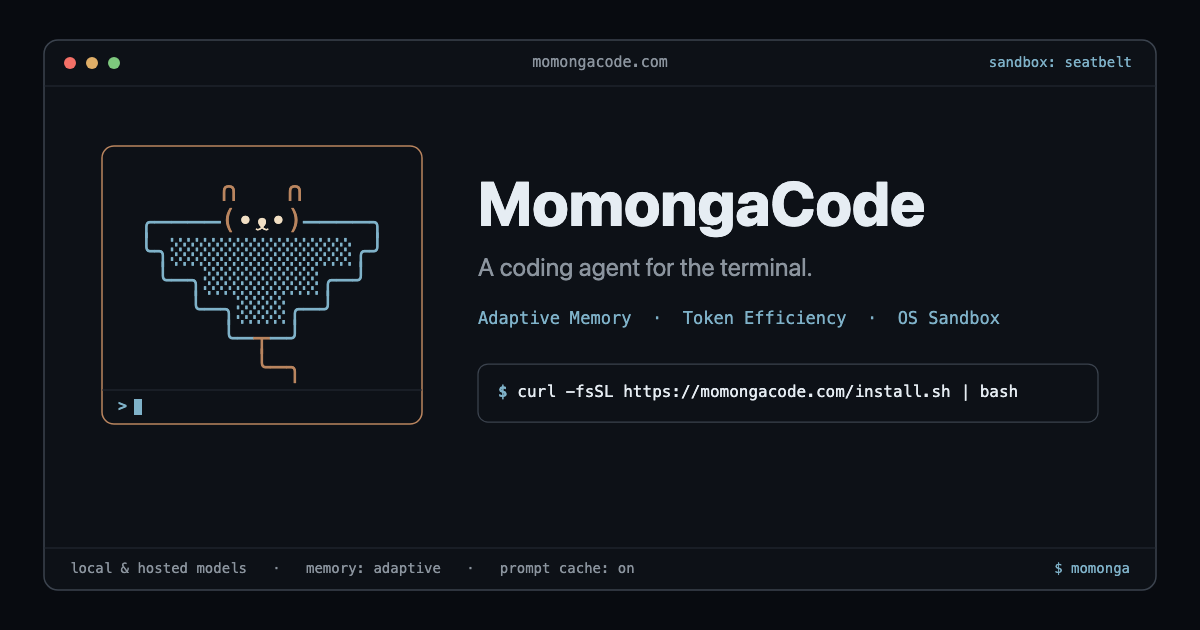 momongacode.com
sandbox: seatbelt
MomongaCode
A coding agent for the terminal.
Adaptive Memory · Token Efficiency · OS Sandbox
$ curl -fsSL https://momongacode.com/install.sh | bash
>
local & hosted models · memory: adaptive · prompt cache: on
$ momonga